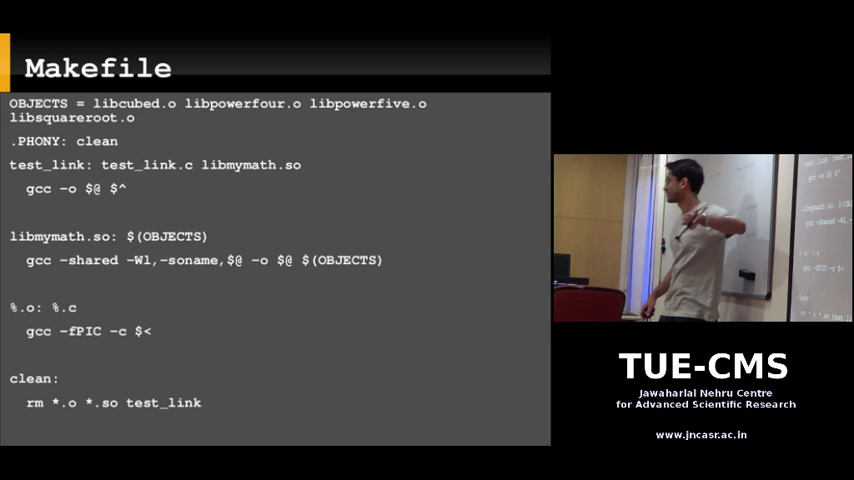 Makefile
OBJECTS = libcubed.o libpowerfour.o libpowerfive.o
libsquareroot.o
.PHONY: clean
test_link: test_link.c libmymath.so
gcc -o $@ $^
libmymath.so: $(OBJECTS)
gcc -shared -Wl,-soname,$@ -o $@ $(OBJECTS)
%.o: %.c
gcc -fPIC -c $<
clean:
rm *.o *.so test_link
TUE-CMS
Jawaharlal Nehru Centre
for Advanced Scientific Research
www.jncasr.ac.in